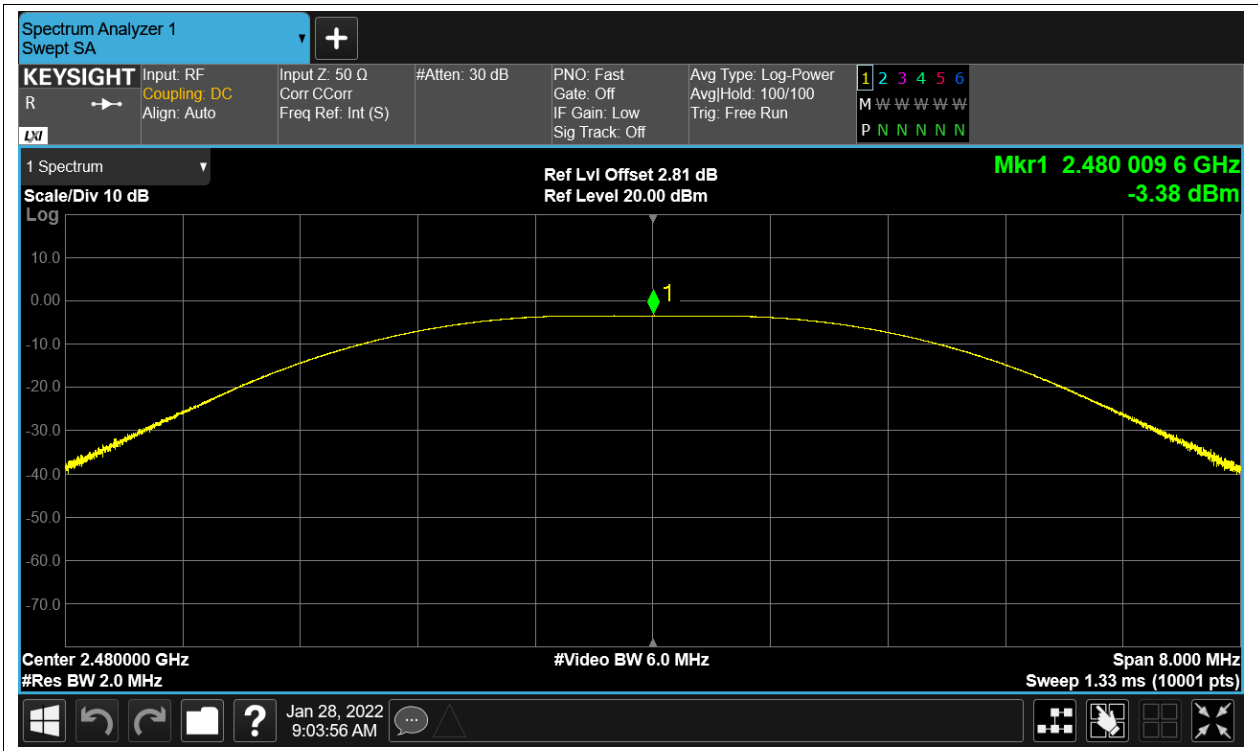 Spectrum Analyzer 1
Swept SA
KEYSIGHT
R
LXI
Input: RF
Coupling: DC
Align: Auto
Input Z: 50 Ω
Corr CCorr
Freq Ref: Int (S)
#Atten: 30 dB
PNO: Fast
Gate: Off
IF Gain: Low
Sig Track: Off
Avg Type: Log-Power
Avg|Hold: 100/100
Trig: Free Run
1 2 3 4 5 6
M W W W W W
P N N N N N
1 Spectrum
Scale/Div 10 dB
Log
Ref Lvl Offset 2.81 dB
Ref Level 20.00 dBm
Mkr1 2.480 009 6 GHz
-3.38 dBm
10.0
0.00
-10.0
-20.0
-30.0
-40.0
-50.0
-60.0
-70.0
1
Center 2.480000 GHz
#Res BW 2.0 MHz
#Video BW 6.0 MHz
Span 8.000 MHz
Sweep 1.33 ms (10001 pts)
?
Jan 28, 2022
9:03:56 AM